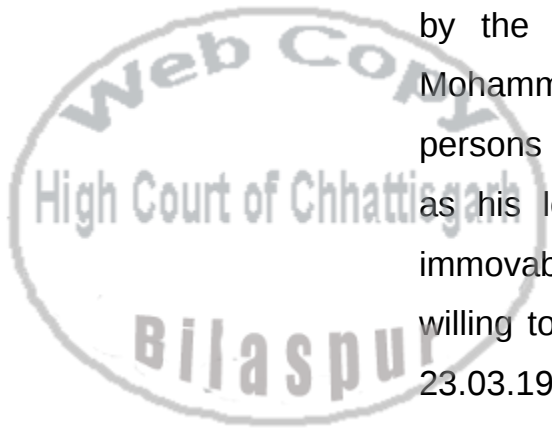 by the
Web Copy
Mohamm
persons
High Court of Chhattisgarh
as his l
immovab
willing to
Bilaspur
23.03.19